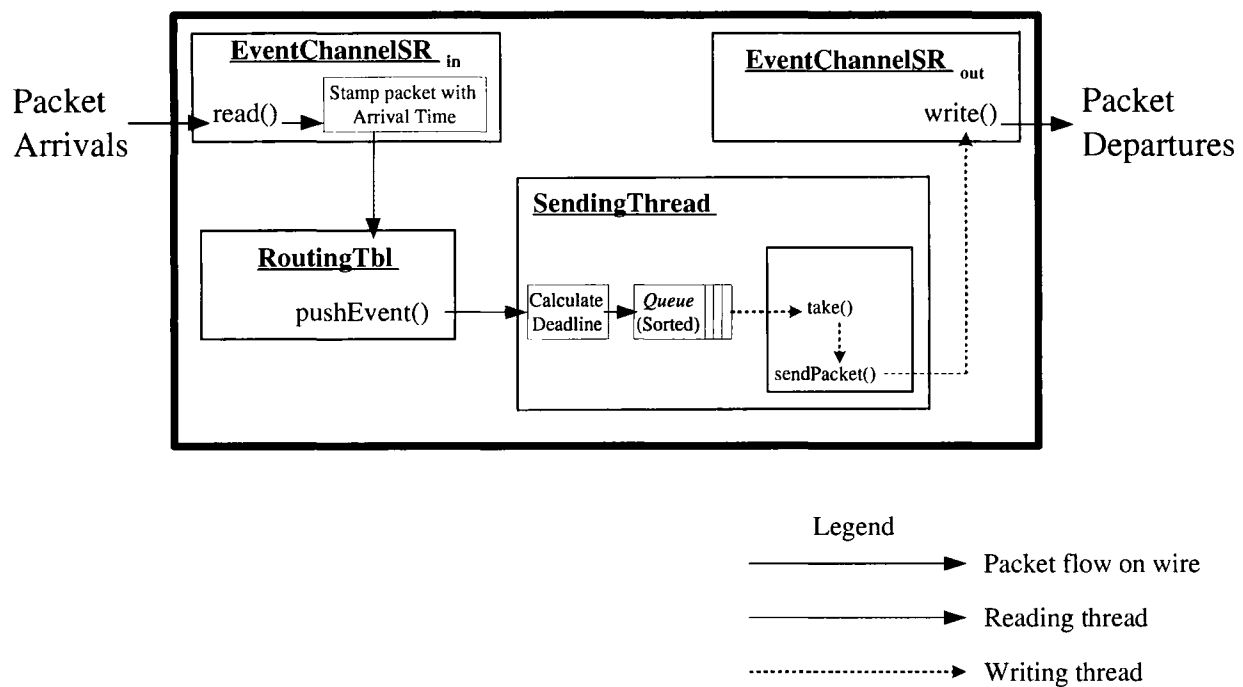 Packet
Arrivals
EventChannelSR in
read()
Stamp packet with
Arrival Time
EventChannelSR out
write()
Packet
Departures
RoutingTbl
pushEvent()
SendingThread
Calculate
Deadline
Queue
(Sorted)
take()
sendPacket()
Legend
Packet flow on wire
Reading thread
Writing thread